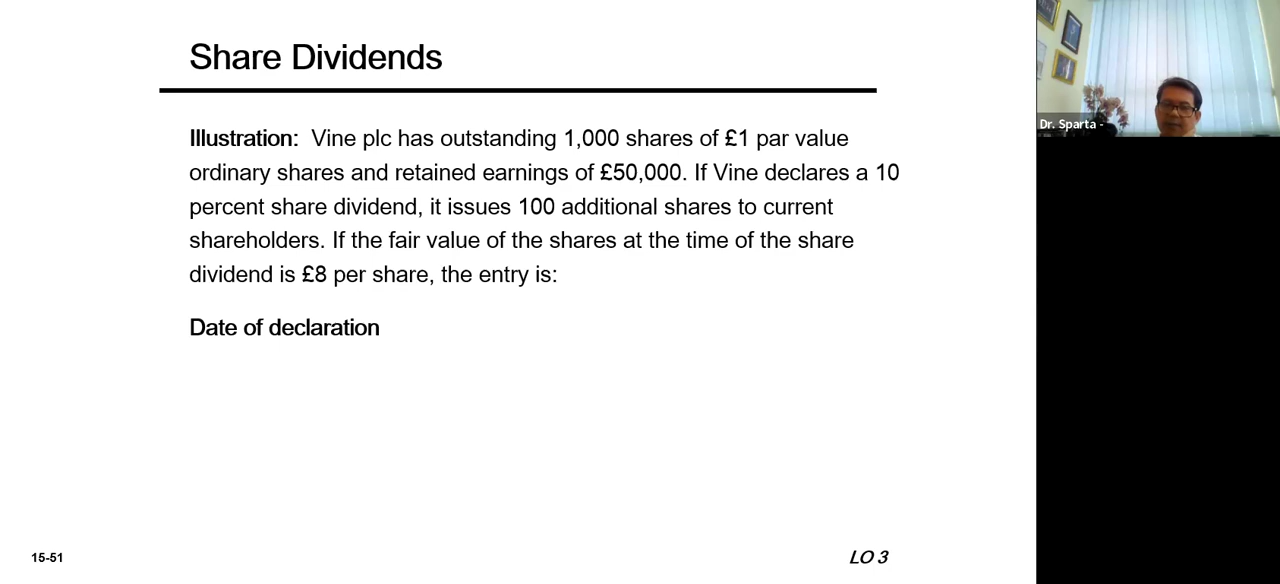 Share Dividends
Illustration: Vine plc has outstanding 1,000 shares of £1 par value
ordinary shares and retained earnings of £50,000. If Vine declares a 10
percent share dividend, it issues 100 additional shares to current
shareholders. If the fair value of the shares at the time of the share
dividend is £8 per share, the entry is:
Date of declaration
15-51
LO 3
Dr. Sparta -